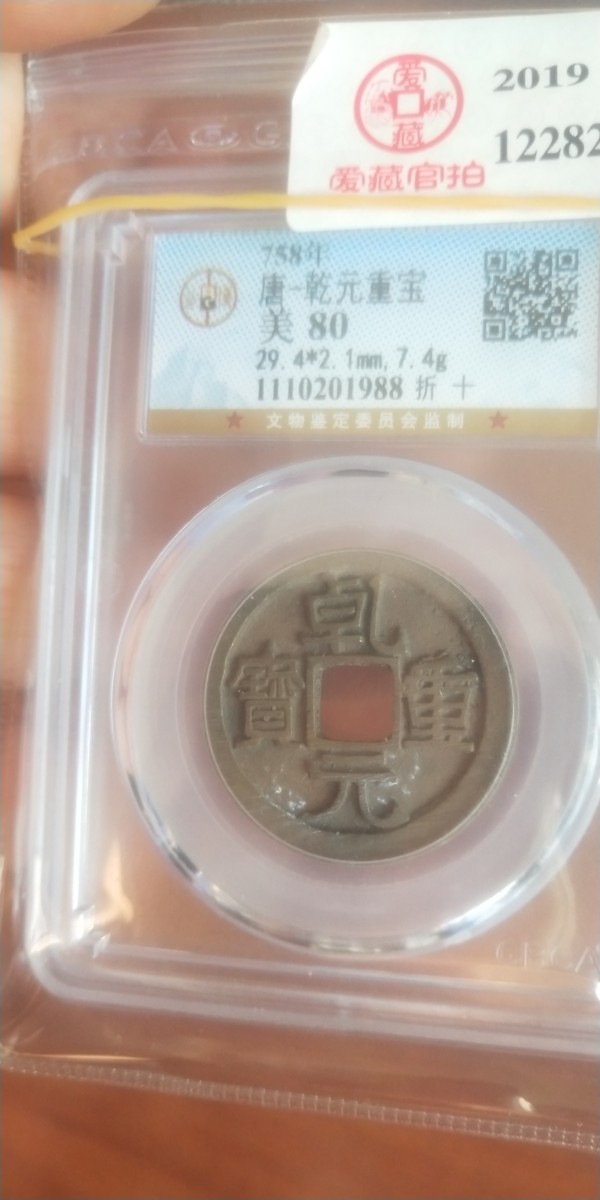 爱
藏
爱藏官拍
2019
12282
758年
唐-乾元重宝
美 80
29.4*2.1mm,7.4g
1110201988 折 十
★ 文物鉴定委员会监制 ★
乾
寶 重
元